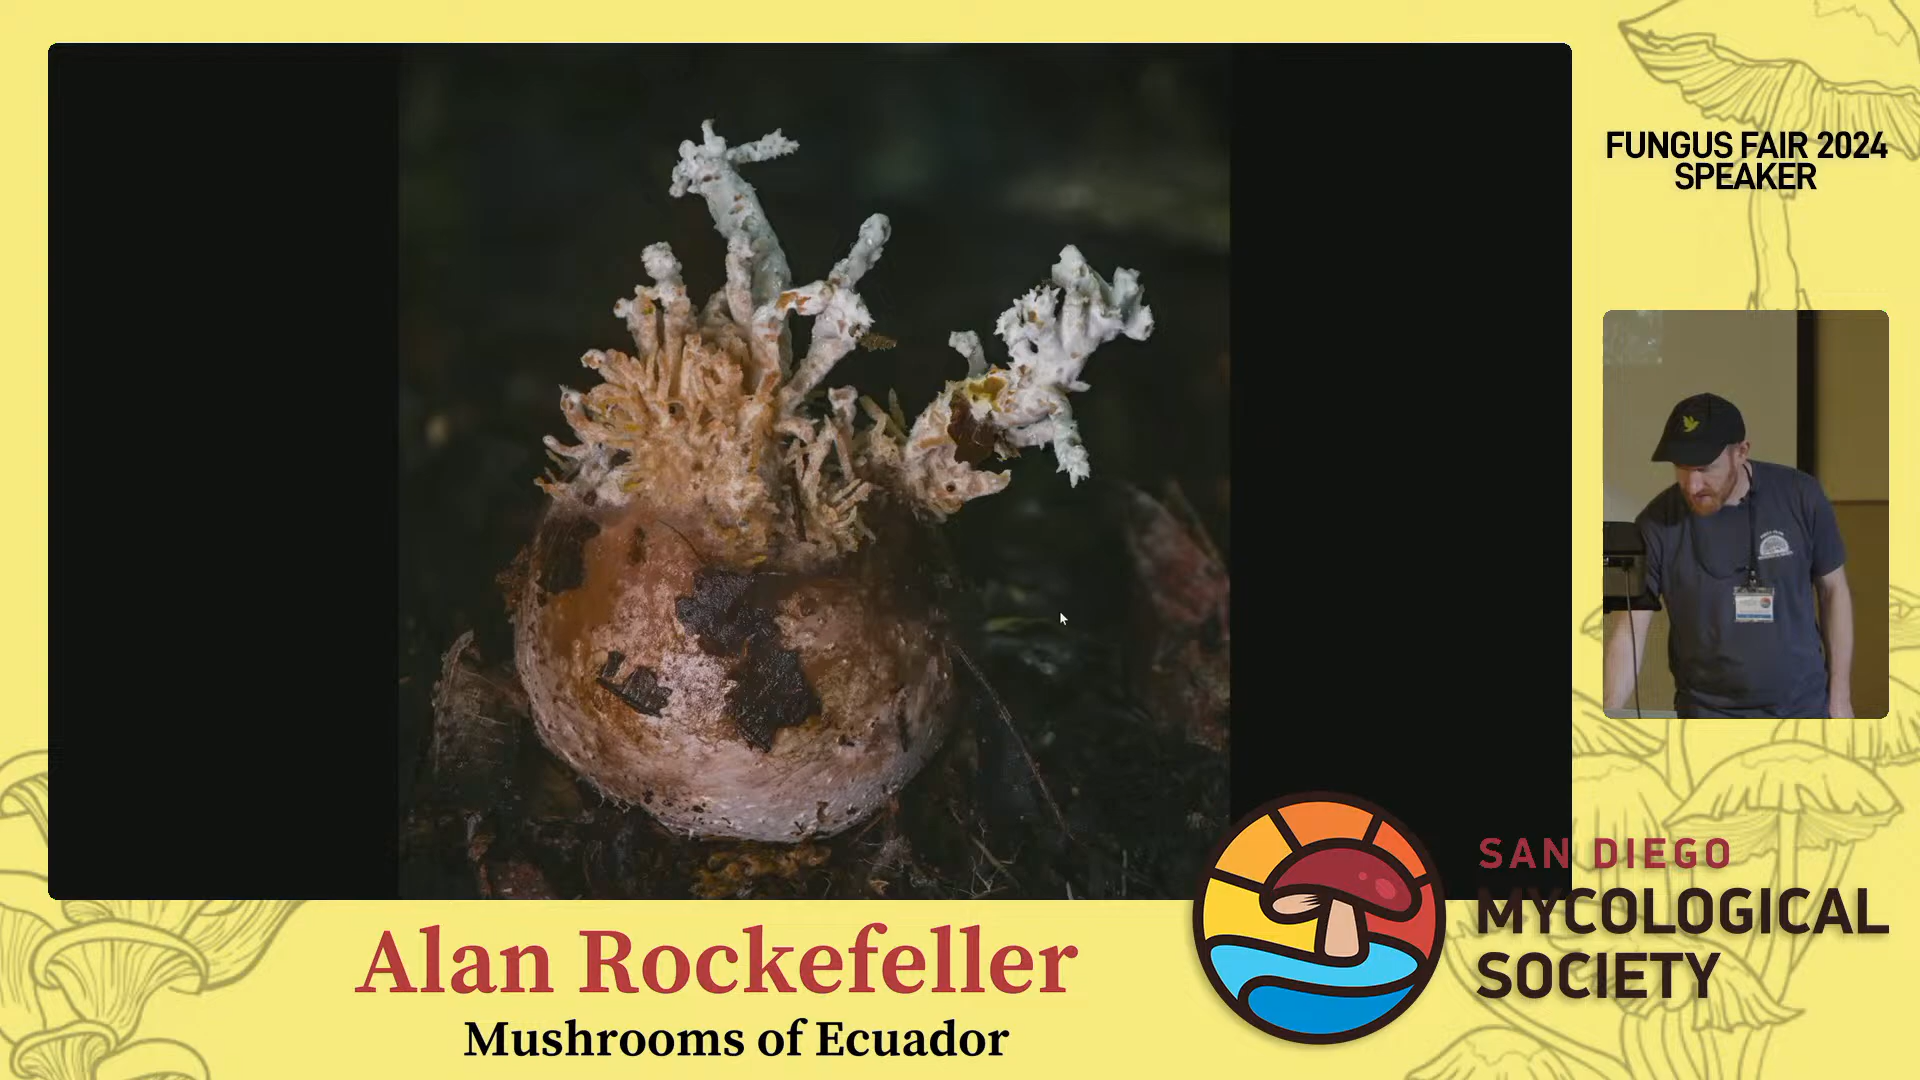 FUNGUS FAIR 2024
SPEAKER
Alan Rockefeller
Mushrooms of Ecuador
SAN DIEGO
MYCOLOGICAL
SOCIETY